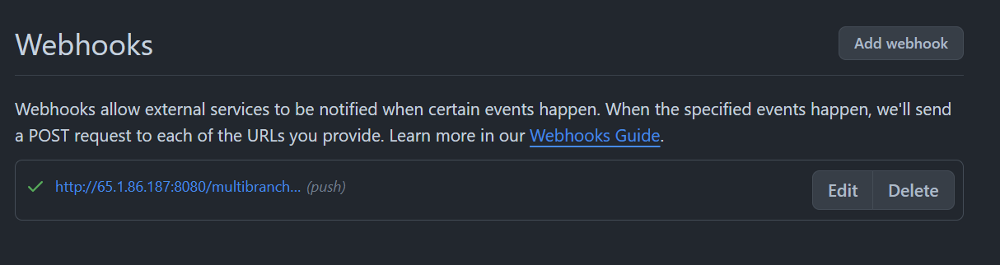 Webhooks
Add webhook
Webhooks allow external services to be notified when certain events happen. When the specified events happen, we'll send
a POST request to each of the URLs you provide. Learn more in our Webhooks Guide.
http://65.1.86.187:8080/multibranch... (push)
Edit
Delete